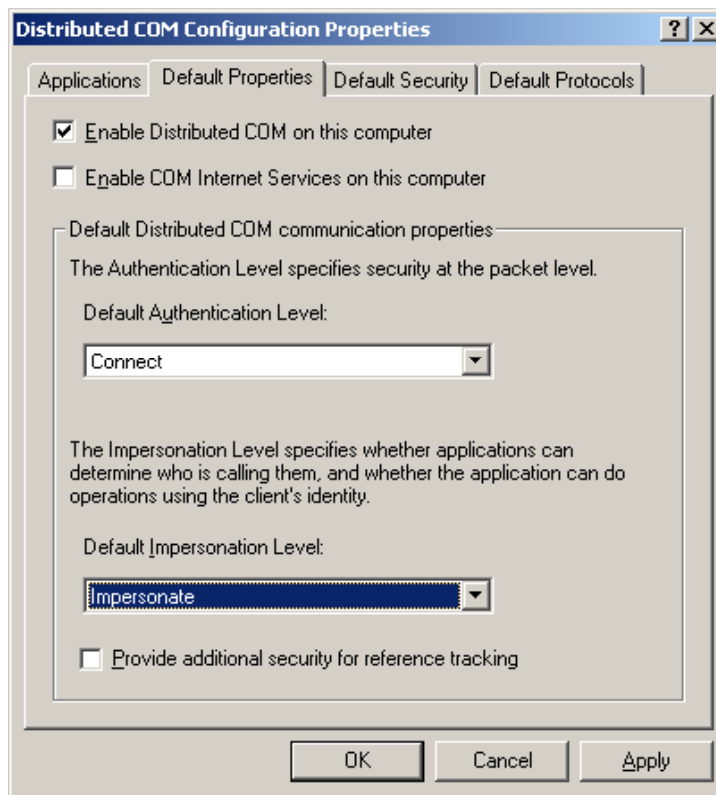 Distributed COM Configuration Properties
Applications Default Properties Default Security Default Protocols
Enable Distributed COM on this computer
Enable COM Internet Services on this computer
Default Distributed COM communication properties
The Authentication Level specifies security at the packet level.
Default Authentication Level:
Connect
The Impersonation Level specifies whether applications can
determine who is calling them, and whether the application can do
operations using the client's identity.
Default Impersonation Level:
Impersonate
Provide additional security for reference tracking
OK Cancel Apply